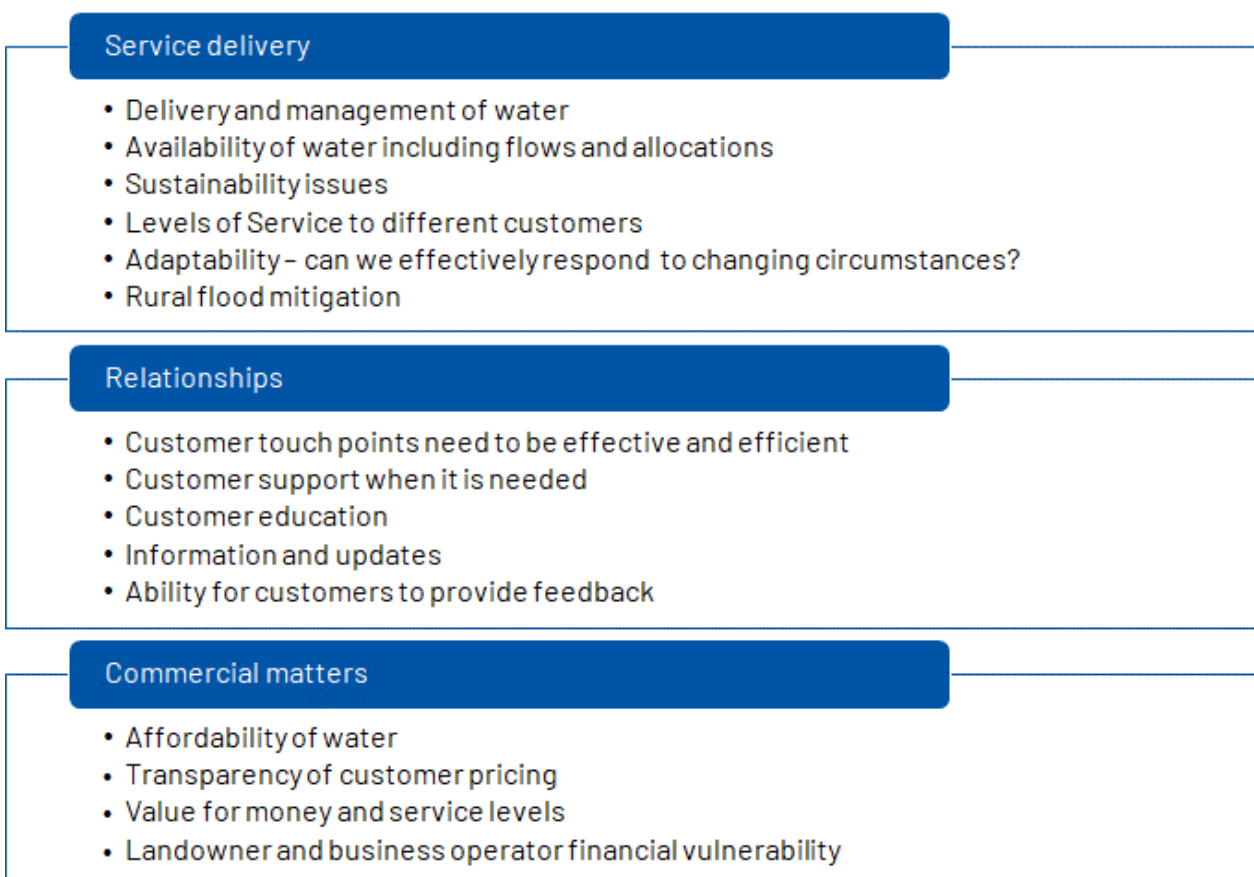 Service delivery
• Delivery and management of water
• Availability of water including flows and allocations
• Sustainability issues
• Levels of Service to different customers
• Adaptability – can we effectively respond to changing circumstances?
• Rural flood mitigation
Relationships
• Customer touch points need to be effective and efficient
• Customer support when it is needed
• Customer education
• Information and updates
• Ability for customers to provide feedback
Commercial matters
• Affordability of water
• Transparency of customer pricing
• Value for money and service levels
• Landowner and business operator financial vulnerability